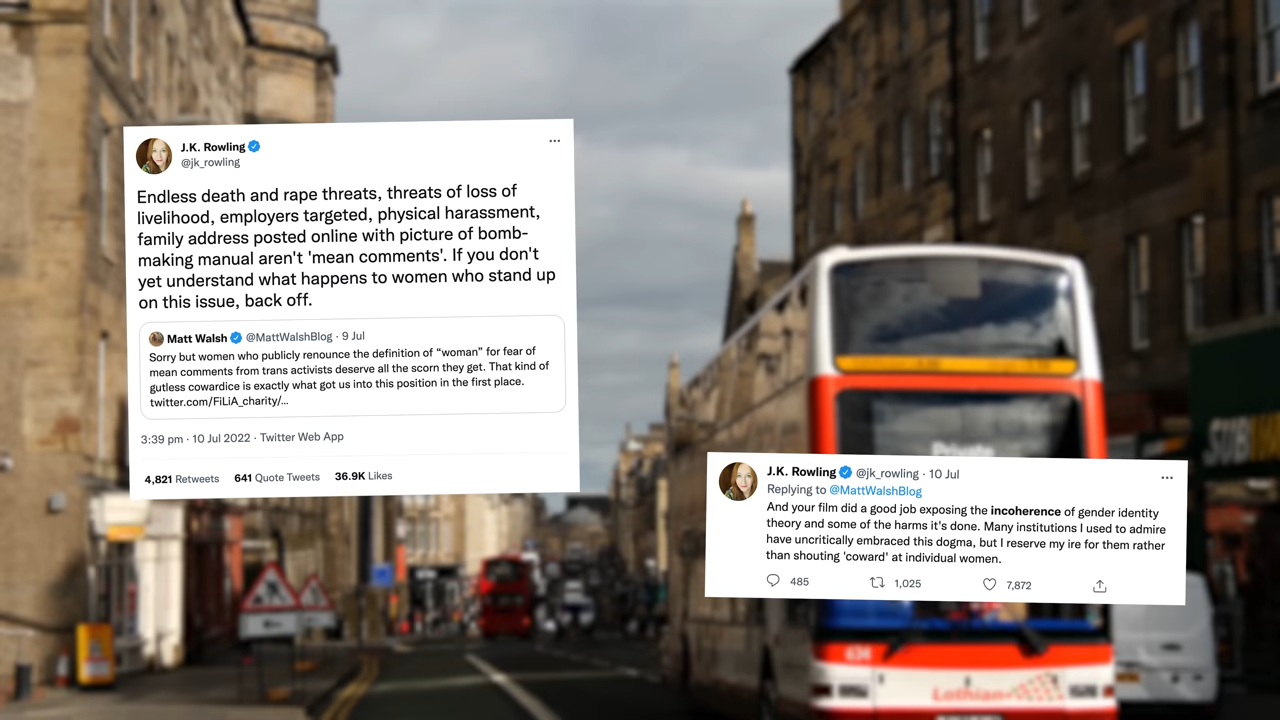 J.K. Rowling
@jk_rowling
Endless death and rape threats, threats of loss of
livelihood, employers targeted, physical harassment,
family address posted online with picture of bomb-
making manual aren't 'mean comments'. If you don't
yet understand what happens to women who stand up
on this issue, back off.
Matt Walsh @MattWalshBlog · 9 Jul
Sorry but women who publicly renounce the definition of “woman” for fear of
mean comments from trans activists deserve all the scorn they get. That kind of
gutless cowardice is exactly what got us into this position in the first place.
twitter.com/FiLiA_charity/…
3:39 pm · 10 Jul 2022 · Twitter Web App
4,821 Retweets 641 Quote Tweets 36.9K Likes
SUBW
Private
J.K. Rowling @jk_rowling · 10 Jul
Replying to @MattWalshBlog
And your film did a good job exposing the incoherence of gender identity
theory and some of the harms it's done. Many institutions I used to admire
have uncritically embraced this dogma, but I reserve my ire for them rather
than shouting 'coward' at individual women.
485 1,025 7,872
634
Lothian